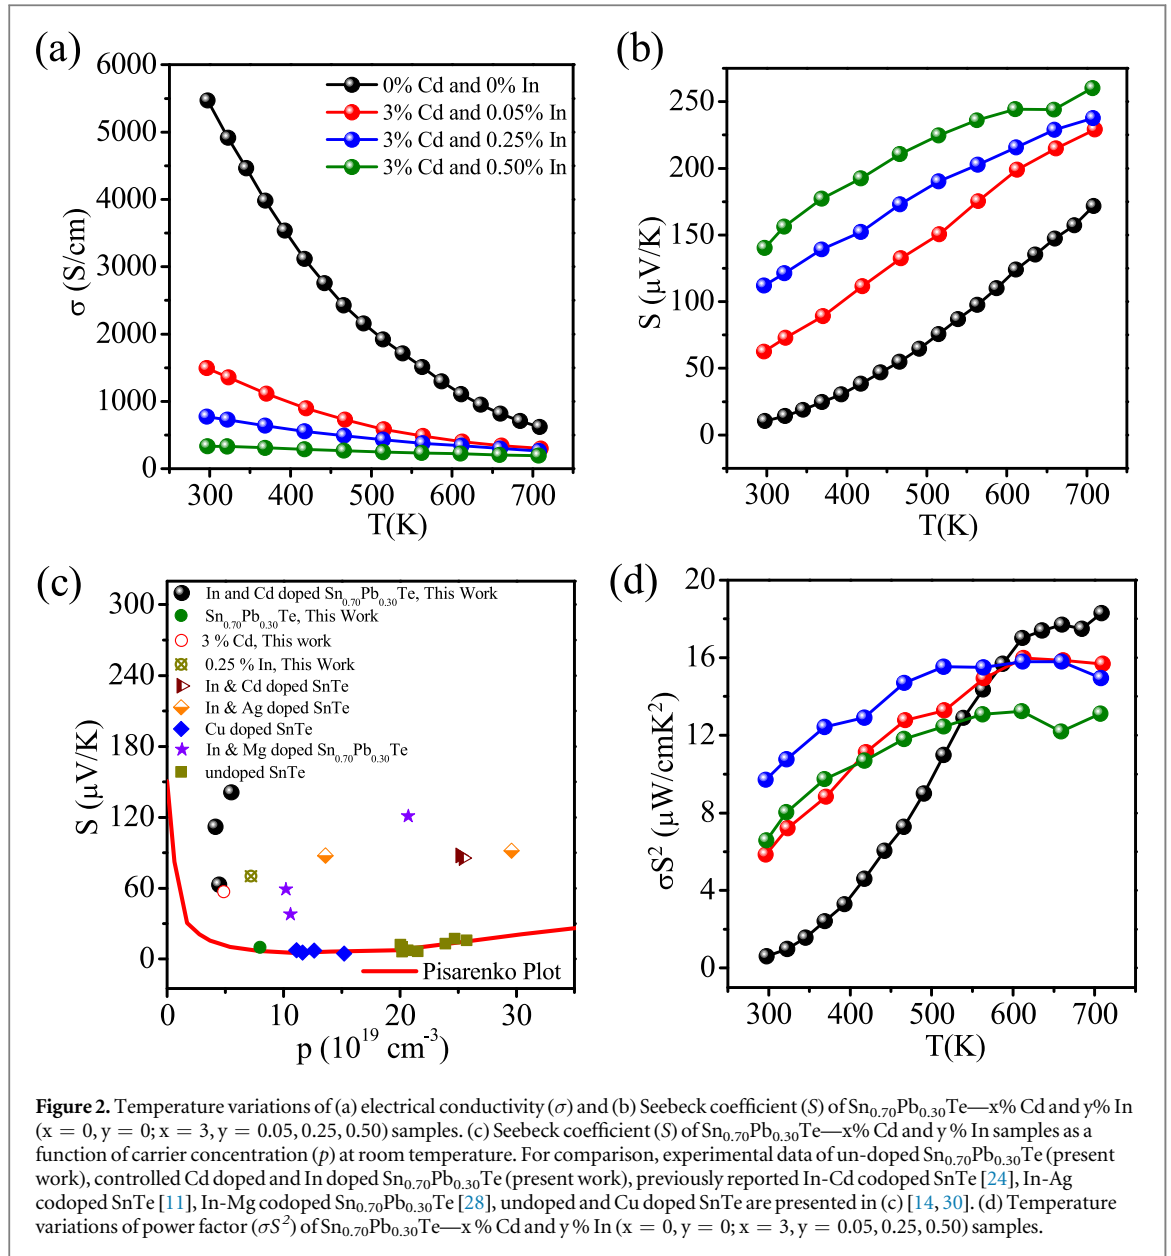 (a)
6000
5000
4000
3000
2000
1000
0
σ (S/cm)
0% Cd and 0% In
3% Cd and 0.05% In
3% Cd and 0.25% In
3% Cd and 0.50% In
300 400 500 600 700
T(K)
(b)
250
200
150
100
50
0
S (μV/K)
300 400 500 600 700
T(K)
(c)
300
240
180
120
60
0
S (μV/K)
In and Cd doped Sn0.70Pb0.30Te, This Work
Sn0.70Pb0.30Te, This Work
3 % Cd, This work
0.25 % In, This Work
In & Cd doped SnTe
In & Ag doped SnTe
Cu doped SnTe
In & Mg doped Sn0.70Pb0.30Te
undoped SnTe
Pisarenko Plot
0 10 20 30
p (10^19 cm^-3)
(d)
20
16
12
8
4
0
σS² (μW/cmK²)
300 400 500 600 700
T(K)
Figure 2. Temperature variations of (a) electrical conductivity (σ) and (b) Seebeck coefficient (S) of Sn0.70Pb0.30Te—x% Cd and y% In
(x = 0, y = 0; x = 3, y = 0.05, 0.25, 0.50) samples. (c) Seebeck coefficient (S) of Sn0.70Pb0.30Te—x% Cd and y % In samples as a
function of carrier concentration (p) at room temperature. For comparison, experimental data of un-doped Sn0.70Pb0.30Te (present
work), controlled Cd doped and In doped Sn0.70Pb0.30Te (present work), previously reported In-Cd codoped SnTe [24], In-Ag
codoped SnTe [11], In-Mg codoped Sn0.70Pb0.30Te [28], undoped and Cu doped SnTe are presented in (c) [14, 30]. (d) Temperature
variations of power factor (σS²) of Sn0.70Pb0.30Te—x % Cd and y % In (x = 0, y = 0; x = 3, y = 0.05, 0.25, 0.50) samples.